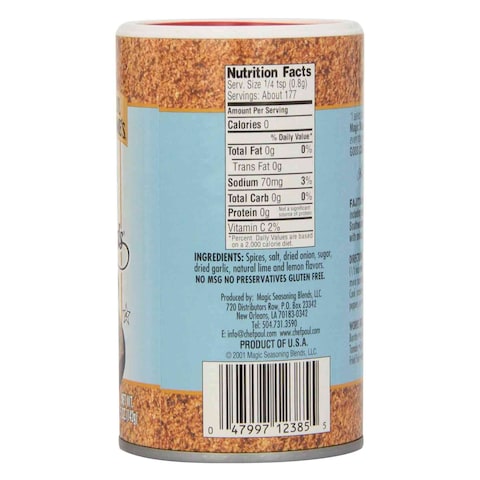 Nutrition Facts
Serv. Size 1/4 tsp (0.8g)
Servings: About 177
Amount Per Serving
Calories 0
% Daily Value*
Total Fat 0g 0%
Trans Fat 0g
Sodium 70mg 3%
Total Carb 0g 0%
Protein 0g Not a significant source of protein
Vitamin C 2%
*Percent. Daily Values are based
on a 2,000 calorie diet.
INGREDIENTS: Spices, salt, dried onion, sugar,
dried garlic, natural lime and lemon flavors.
NO MSG NO PRESERVATIVES GLUTEN FREE.
Produced by: Magic Seasoning Blends, LLC.
720 Distributors Row, P.O. Box 23342
New Orleans, LA 70183-0342
Tel: 504.731.3590
E: info@chefpaul.com
PRODUCT OF U.S.A.
© 2001 Magic Seasoning Blends, LLC.
0 47997 12385 5